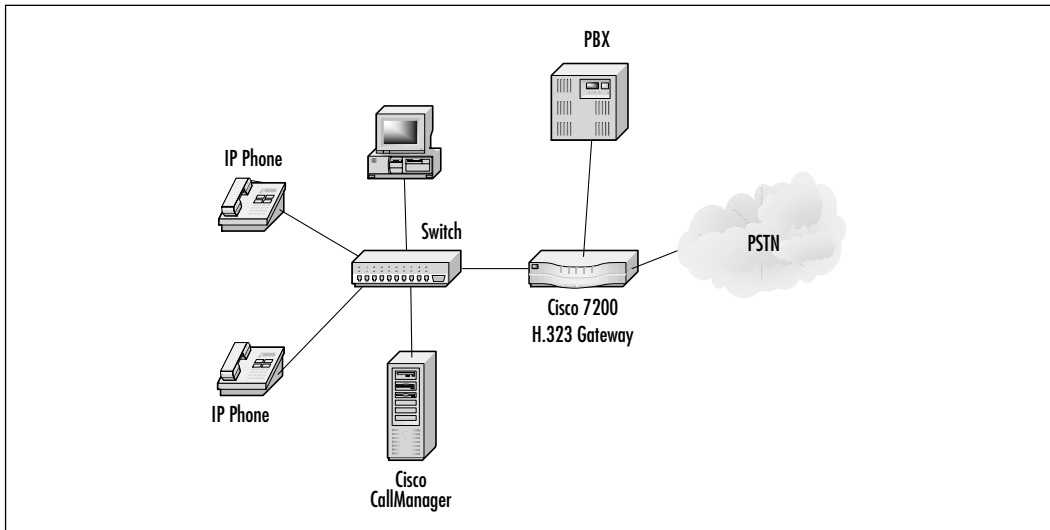 PBX
IP Phone
Switch
PSTN
Cisco 7200
H.323 Gateway
IP Phone
Cisco
CallManager